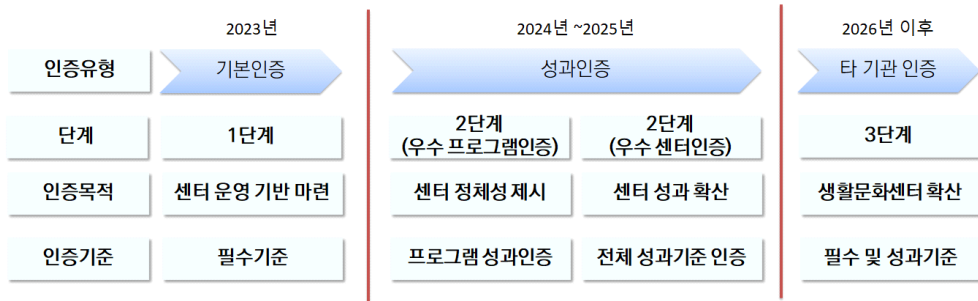 2023년
2024년 ~2025년
2026년 이후
인증유형
기본인증
성과인증
타 기관 인증
단계
1단계
2단계
(우수 프로그램인증)
2단계
(우수 센터인증)
3단계
인증목적
센터 운영 기반 마련
센터 정체성 제시
센터 성과 확산
생활문화센터 확산
인증기준
필수기준
프로그램 성과인증
전체 성과기준 인증
필수 및 성과기준